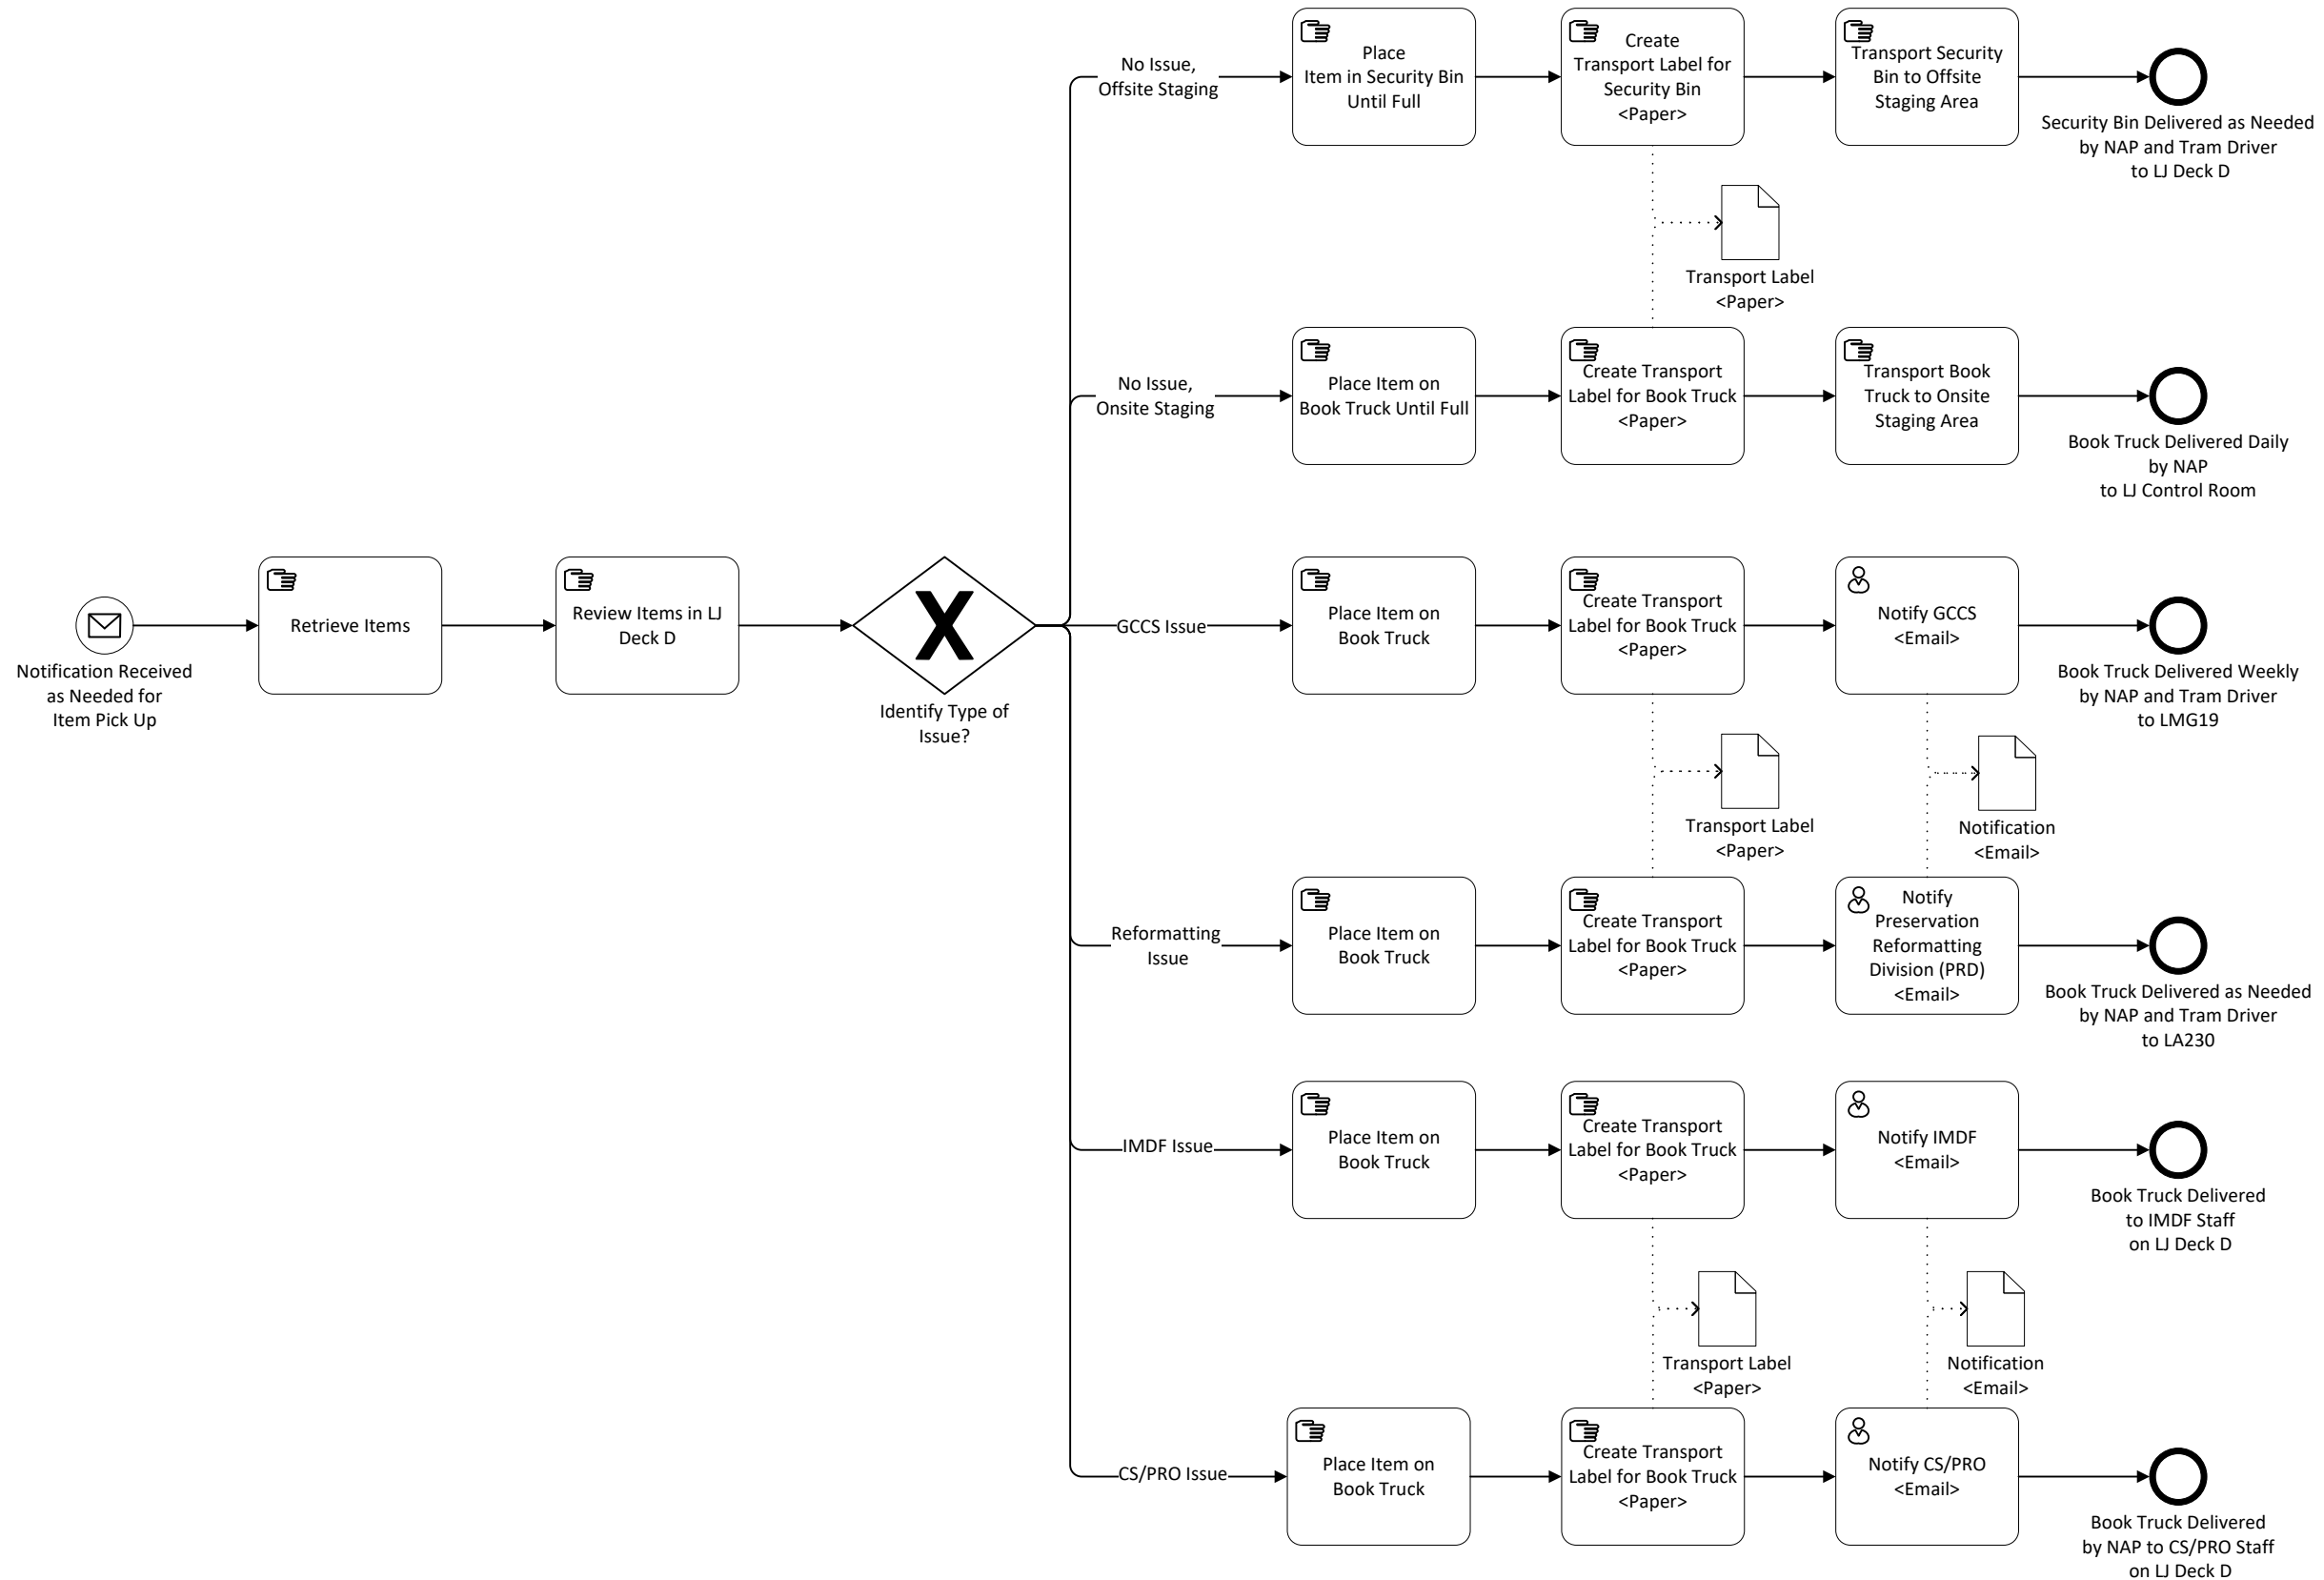 No Issue,
Offsite Staging
Place
Item in Security Bin
Until Full
Create
Transport Label for
Security Bin
<Paper>
Transport Security
Bin to Offsite
Staging Area
Security Bin Delivered as Needed
by NAP and Tram Driver
to LJ Deck D
Transport Label
<Paper>
No Issue,
Onsite Staging
Place Item on
Book Truck Until Full
Create Transport
Label for Book Truck
<Paper>
Transport Book
Truck to Onsite
Staging Area
Book Truck Delivered Daily
by NAP
to LJ Control Room
Notification Received
as Needed for
Item Pick Up
Retrieve Items
Review Items in LJ
Deck D
X
Identify Type of
Issue?
GCCS Issue
Place Item on
Book Truck
Create Transport
Label for Book Truck
<Paper>
Notify GCCS
<Email>
Book Truck Delivered Weekly
by NAP and Tram Driver
to LMG19
Transport Label
<Paper>
Notification
<Email>
Reformatting
Issue
Place Item on
Book Truck
Create Transport
Label for Book Truck
<Paper>
Notify
Preservation
Reformatting
Division (PRD)
<Email>
Book Truck Delivered as Needed
by NAP and Tram Driver
to LA230
IMDF Issue
Place Item on
Book Truck
Create Transport
Label for Book Truck
<Paper>
Notify IMDF
<Email>
Book Truck Delivered
to IMDF Staff
on LJ Deck D
Transport Label
<Paper>
Notification
<Email>
CS/PRO Issue
Place Item on
Book Truck
Create Transport
Label for Book Truck
<Paper>
Notify CS/PRO
<Email>
Book Truck Delivered
by NAP to CS/PRO Staff
on LJ Deck D